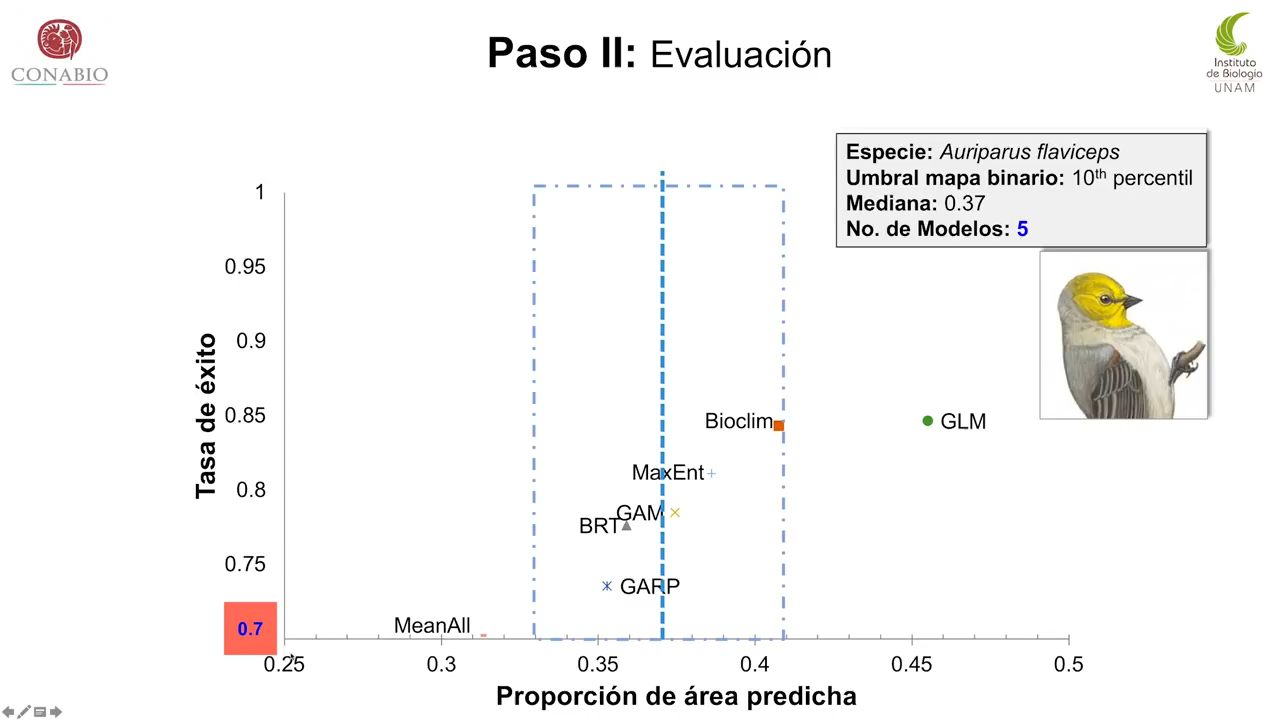 CONABIO
Paso II: Evaluación
Instituto
de Biología
UNAM
Especie: Auriparus flaviceps
Umbral mapa binario: 10th percentil
Mediana: 0.37
No. de Modelos: 5
Tasa de éxito
1
0.95
0.9
0.85
0.8
0.75
0.7
Bioclim
GLM
MaxEnt
GAM
BRT
GARP
MeanAll
0.25
0.3
0.35
0.4
0.45
0.5
Proporción de área predicha